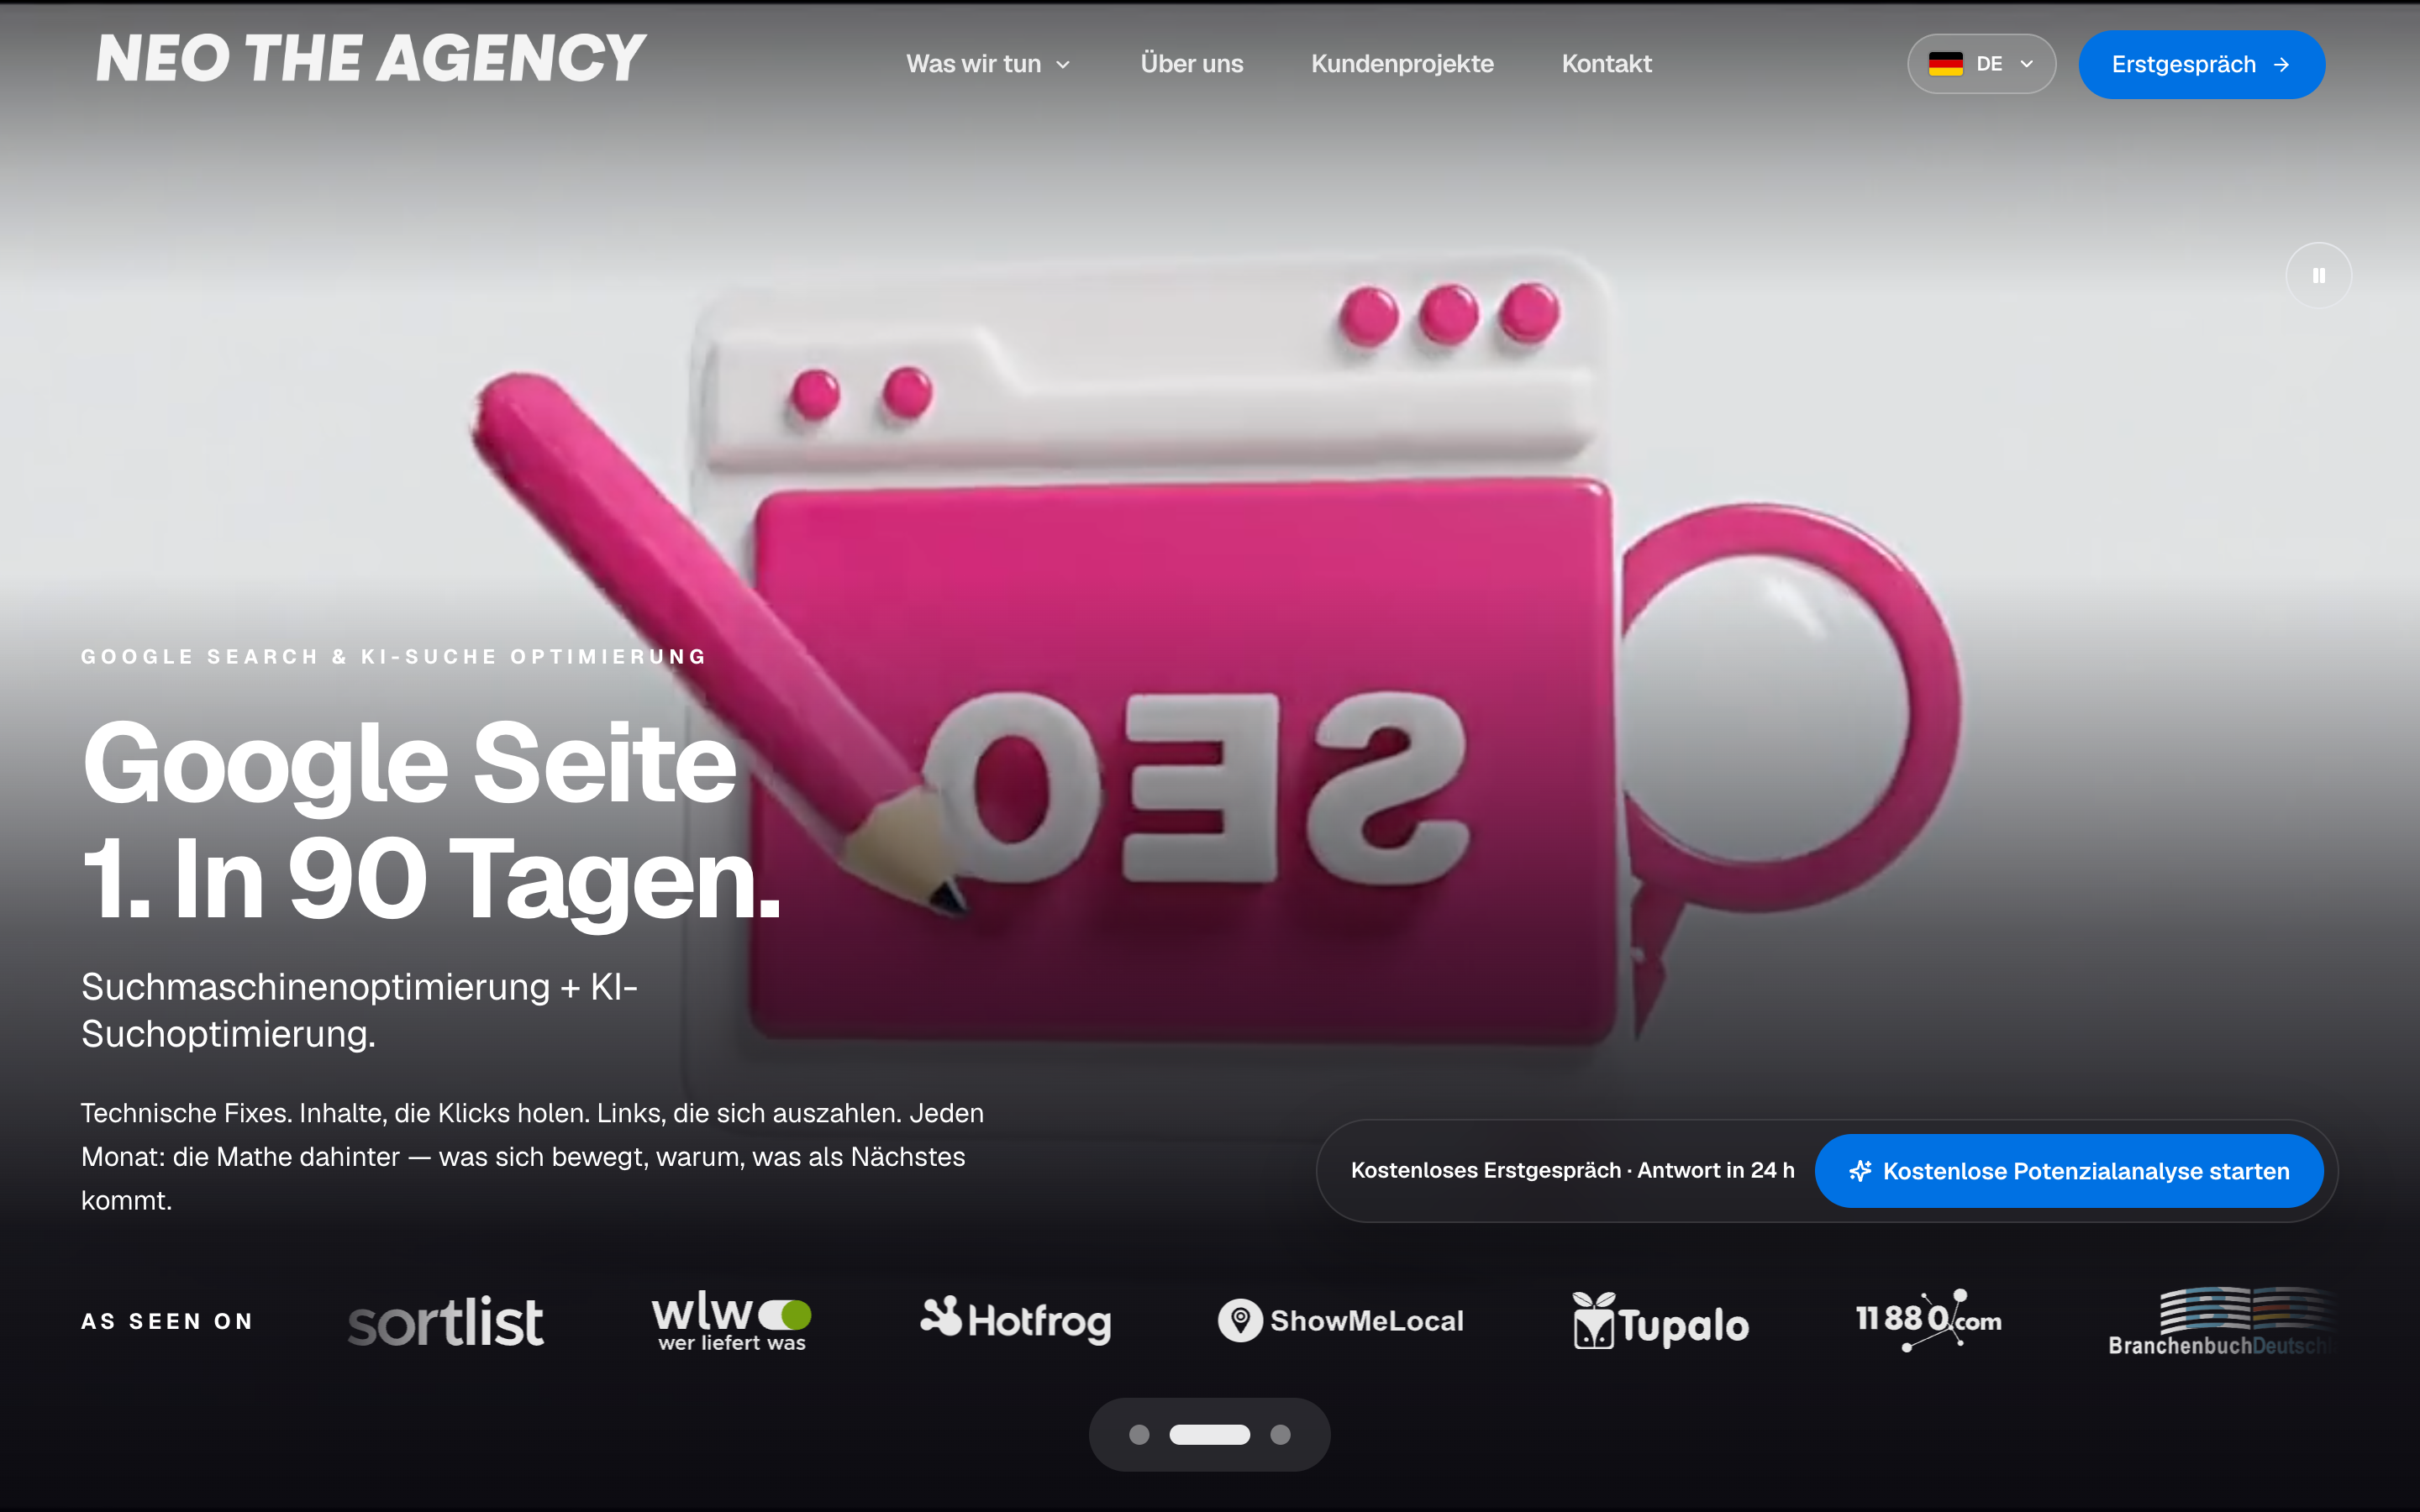 NEO THE AGENCY
Was wir tun
Über uns
Kundenprojekte
Kontakt
DE
Erstgespräch
SEO
GOOGLE SEARCH & KI-SUCHE OPTIMIERUNG
Google Seite
1. In 90 Tagen.
Suchmaschinenoptimierung + KI-
Suchoptimierung.
Technische Fixes. Inhalte, die Klicks holen. Links, die sich auszahlen. Jeden
Monat: die Mathe dahinter — was sich bewegt, warum, was als Nächstes
kommt.
Kostenloses Erstgespräch · Antwort in 24 h
Kostenlose Potenzialanalyse starten
AS SEEN ON
sortlist
wlw
wer liefert was
Hotfrog
ShowMeLocal
Tupalo
11880.com
Branchenbuch